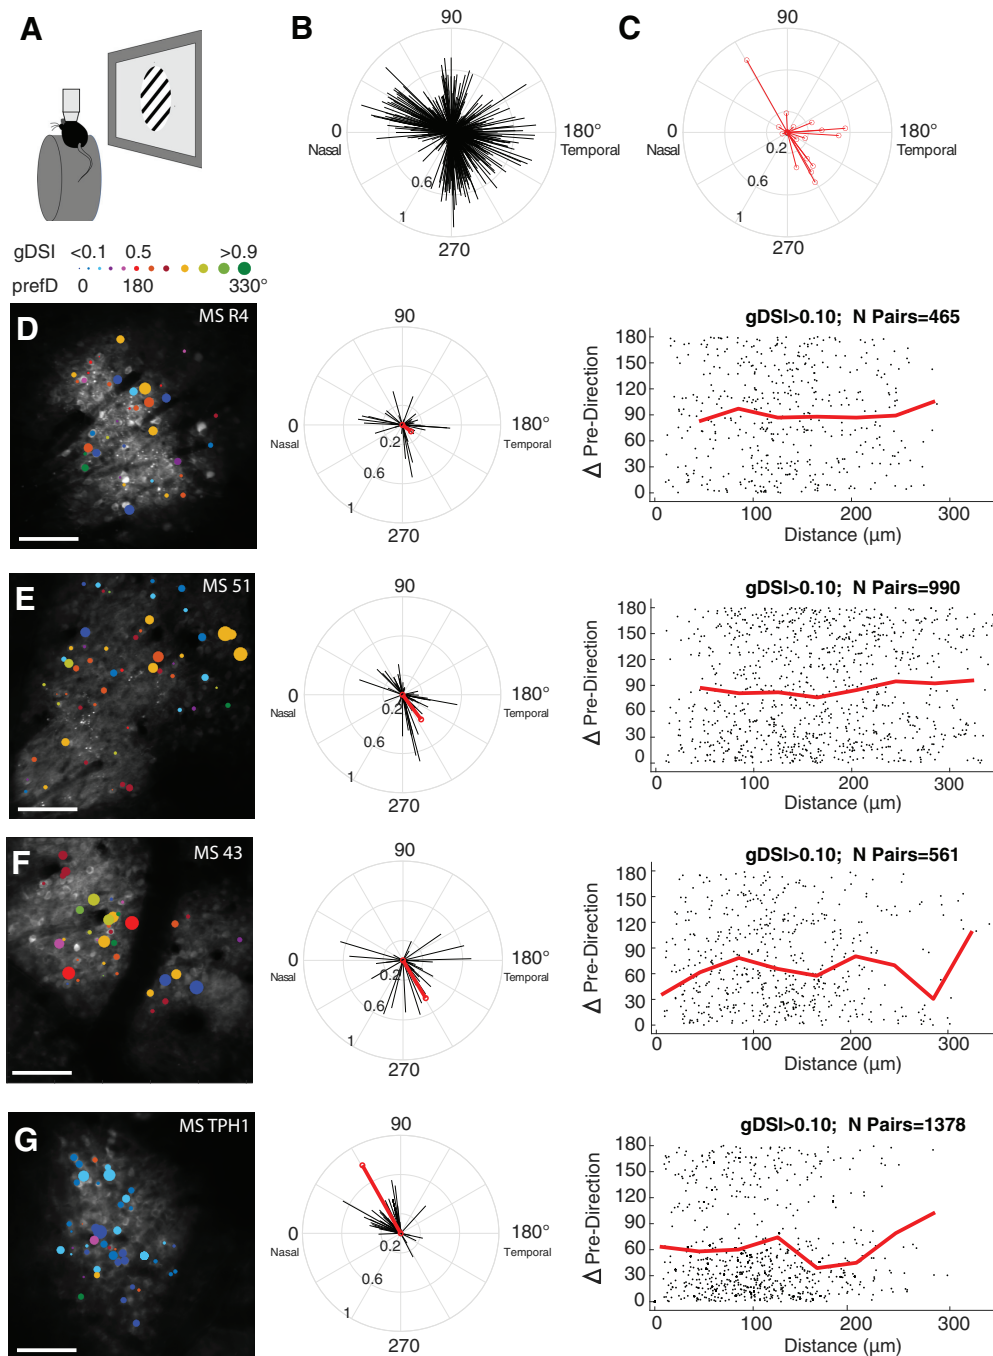 A
B
C
90
90
0
Nasal
180°
Temporal
0.6
1
270
0
Nasal
180°
Temporal
0.2
0.6
1
270
gDSI <0.1 0.5 >0.9
prefD 0 180 330°
D
MS R4
90
0
Nasal
180°
Temporal
0.2
0.6
1
270
gDSI>0.10; N Pairs=465
Δ Pre-Direction
180
150
120
90
60
30
0
0 100 200 300
Distance (µm)
E
MS 51
90
0
Nasal
180°
Temporal
0.2
0.6
1
270
gDSI>0.10; N Pairs=990
Δ Pre-Direction
180
150
120
90
60
30
0
0 100 200 300
Distance (µm)
F
MS 43
90
0
Nasal
180°
Temporal
0.2
0.6
1
270
gDSI>0.10; N Pairs=561
Δ Pre-Direction
180
150
120
90
60
30
0
0 100 200 300
Distance (µm)
G
MS TPH1
90
0
Nasal
180°
Temporal
0.2
0.6
1
270
gDSI>0.10; N Pairs=1378
Δ Pre-Direction
180
150
120
90
60
30
0
0 100 200 300
Distance (µm)